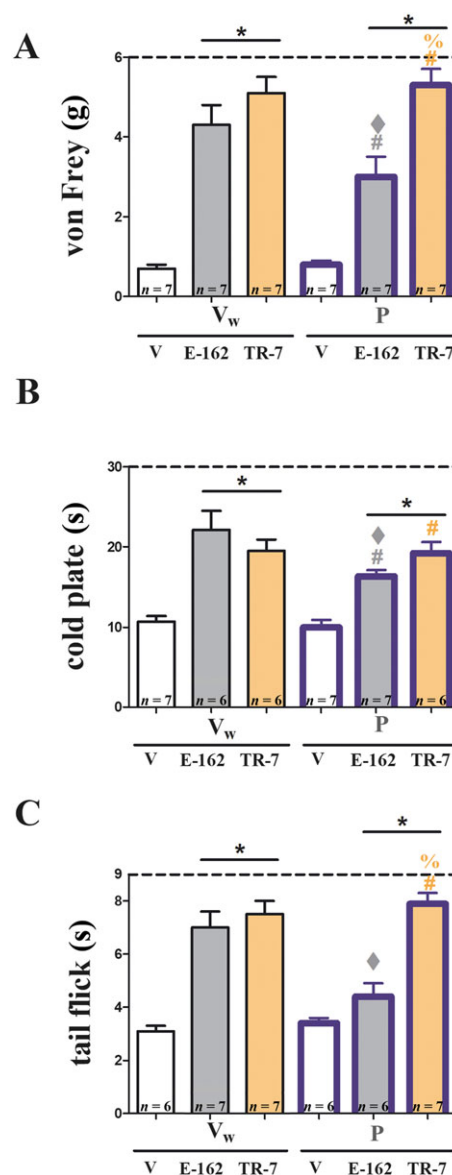 A
*
*
%
6
#
◆
#
4
2
0
von Frey (g)
n = 7 n = 7 n = 7 n = 7 n = 7 n = 7
Vw P
V E-162 TR-7 V E-162 TR-7
B
30
*
*
◆
#
#
20
10
0
cold plate (s)
n = 7 n = 6 n = 6 n = 7 n = 7 n = 6
Vw P
V E-162 TR-7 V E-162 TR-7
C
*
*
9
%
#
8
◆
6
4
2
0
tail flick (s)
n = 6 n = 7 n = 7 n = 6 n = 6 n = 7
Vw P
V E-162 TR-7 V E-162 TR-7